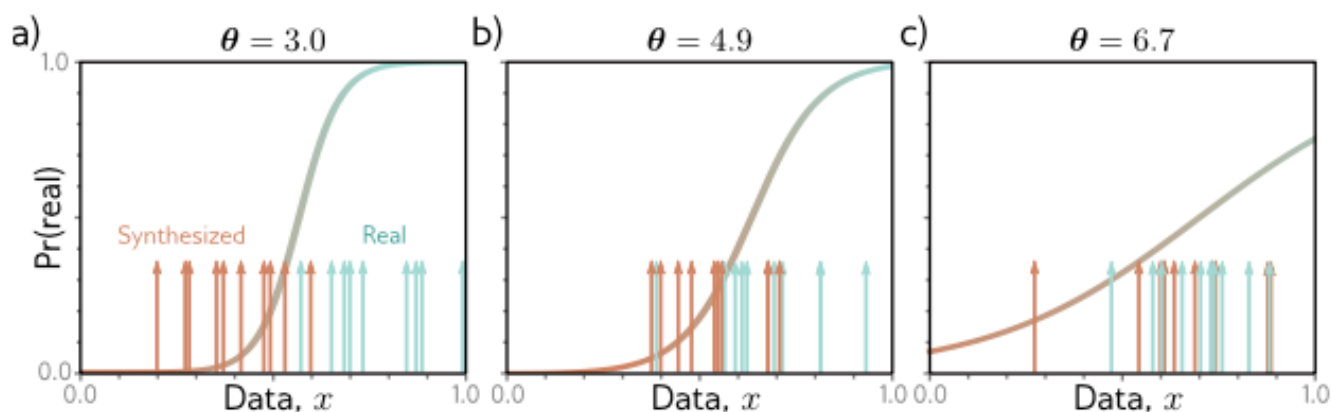 a) θ = 3.0
b) θ = 4.9
c) θ = 6.7
Pr(real)
1.0
0.0
Synthesized
Real
0.0 1.0
0.0 1.0
0.0 1.0
Data, x
Data, x
Data, x